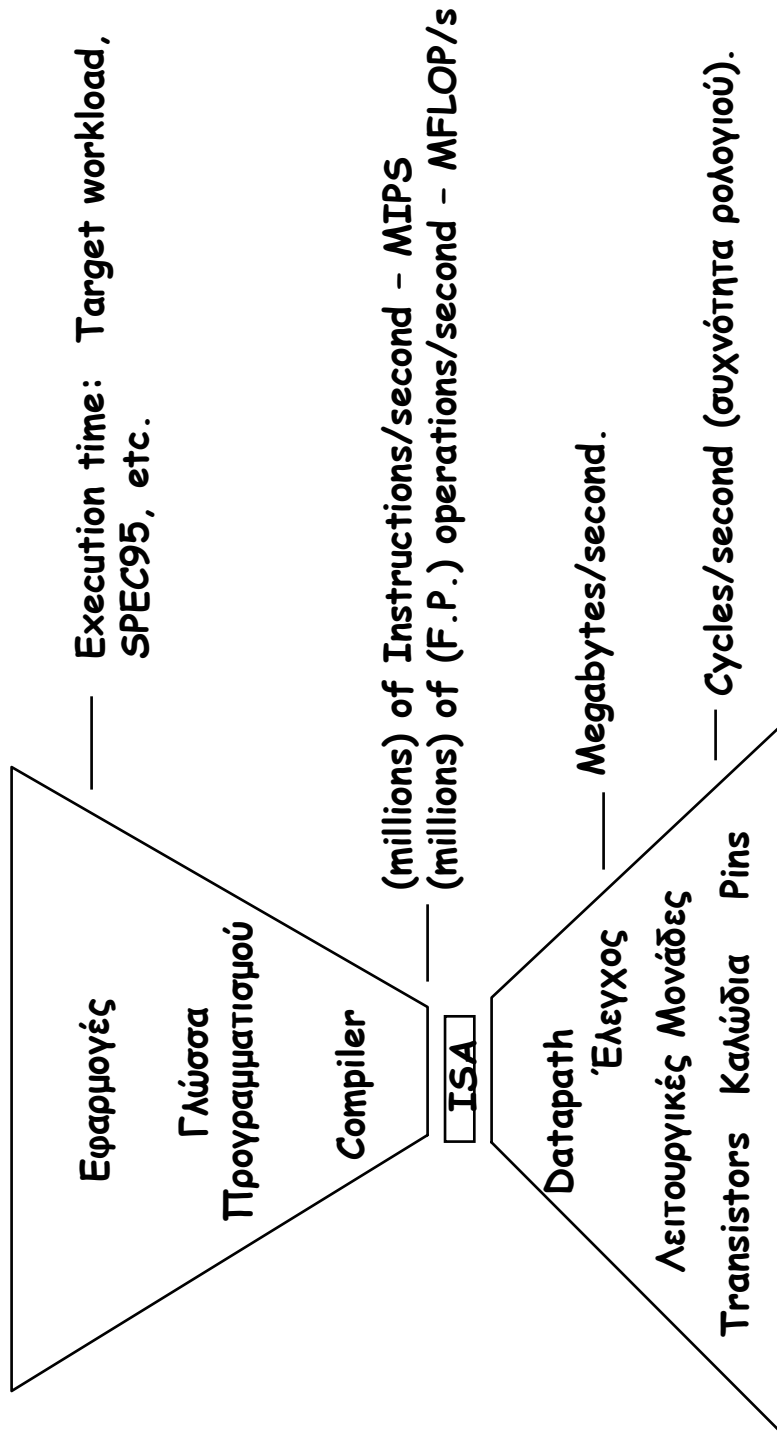 Εφαρμογές
Γλώσσα
Προγραμματισμού
Compiler
ISA
Datapath
Έλεγχος
Λειτουργικές Μονάδες
Transistors Καλώδια Pins
Execution time: Target workload,
SPEC95, etc.
(millions) of Instructions/second – MIPS
(millions) of (F.P.) operations/second – MFLOP/s
Megabytes/second.
Cycles/second (συχνότητα ρολογιού).